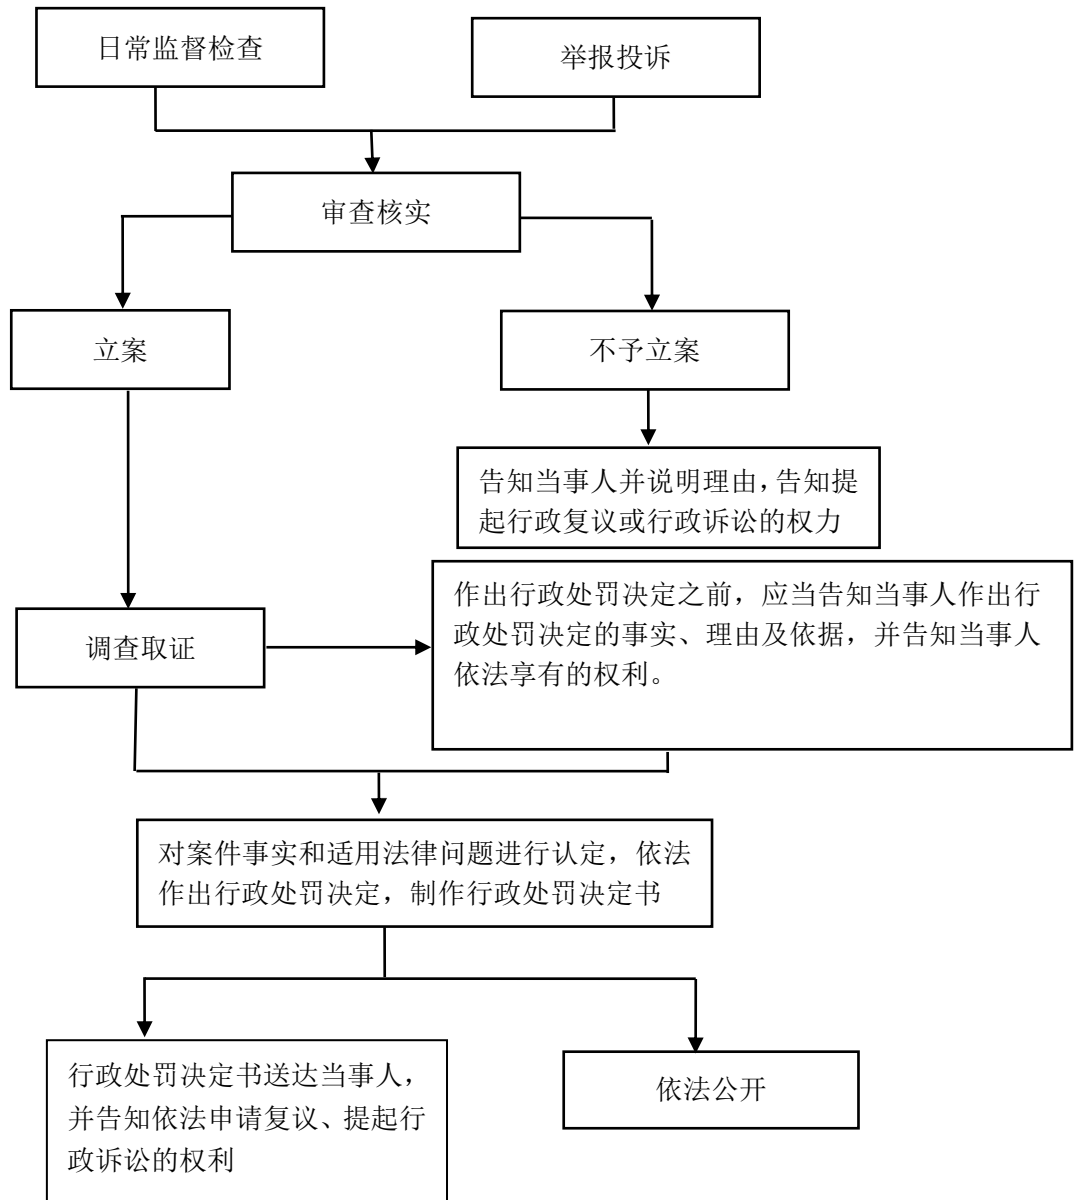 日常监督检查
举报投诉
审查核实
立案
不予立案
告知当事人并说明理由，告知提
起行政复议或行政诉讼的权力
作出行政处罚决定之前，应当告知当事人作出行
政处罚决定的事实、理由及依据，并告知当事人
依法享有的权利。
调查取证
对案件事实和适用法律问题进行认定，依法
作出行政处罚决定，制作行政处罚决定书
行政处罚决定书送达当事人，
并告知依法申请复议、提起行
政诉讼的权利
依法公开